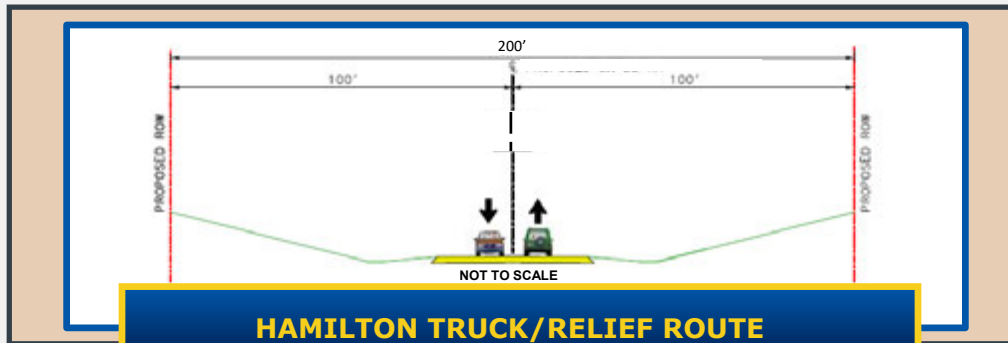 200'
100'
100'
PROPOSED ROW
PROPOSED ROW
NOT TO SCALE
HAMILTON TRUCK/RELIEF ROUTE